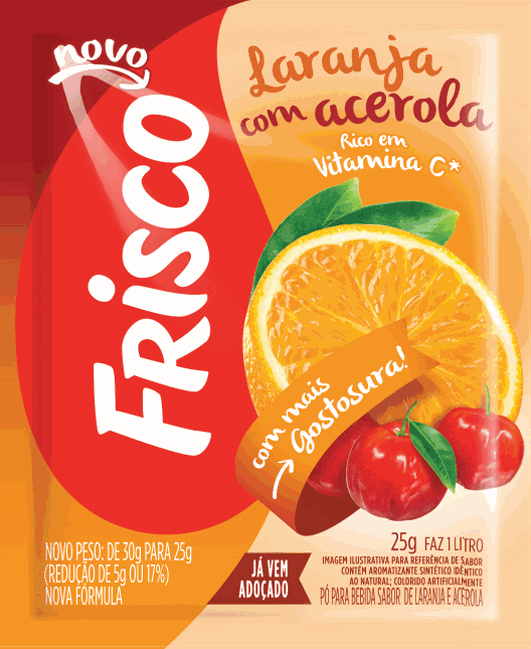 novo
Frisco
Laranja
com acerola
Rico em
Vitamina C*
com mais
Gostosura!
NOVO PESO: DE 30g PARA 25g
(REDUÇÃO DE 5g OU 17%)
NOVA FÓRMULA
JÁ VEM
ADOÇADO
25g FAZ 1 LITRO
IMAGEM ILUSTRATIVA PARA REFERÊNCIA DE SABOR
CONTÉM AROMATIZANTE SINTÉTICO IDÊNTICO
AO NATURAL; COLORIDO ARTIFICIALMENTE
PÓ PARA BEBIDA SABOR DE LARANJA E ACEROLA